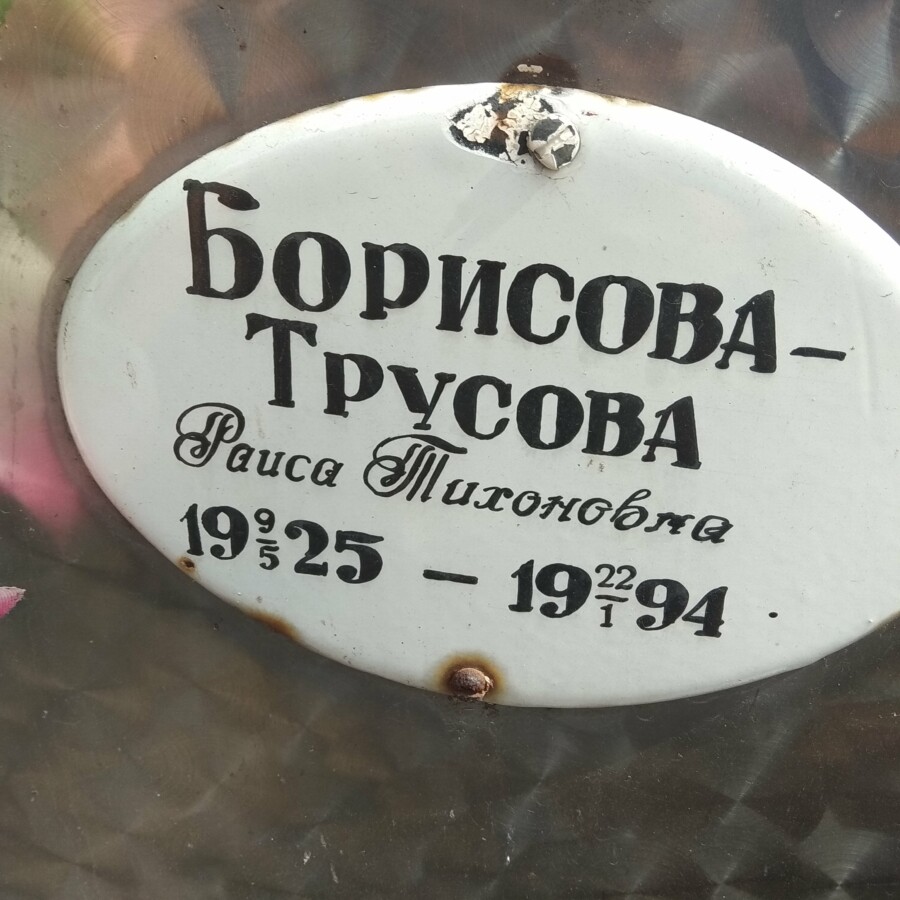 Борисова-
Трусова
Раиса Тихоновна
19 9/5 25 - 19 22/1 94